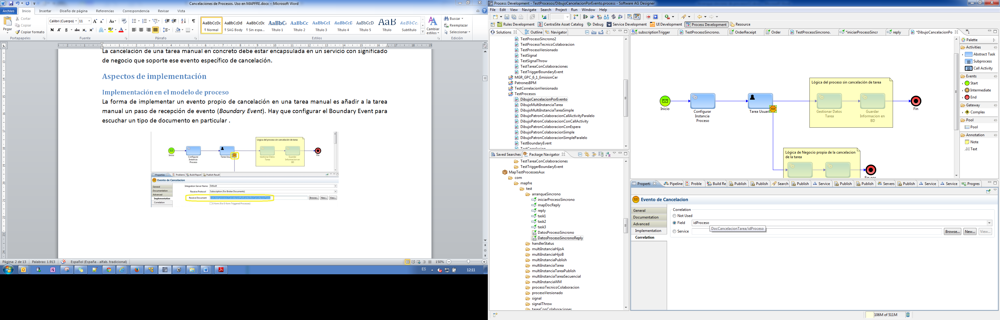 Cancelaciones de Procesos. Uso en MAPFRE.docx - Microsoft Word
Archivo Inicio Insertar Diseño de página Referencias Correspondencia Revisar Vista
Pegar
Cortar
Copiar
Copiar formato
Portapapeles
Calibri (Cuerpo) 11
Fuente
Párrafo
AaBbCcDc AaBbCcDd AaBbCcDc AaBbC AaBbCc AaBbCcI AaBbCcD AaBbCcD AaB AaBbCc.
¶ Normal ¶ SAG Body ¶ Sin espa... Título 1 Título 2 Título 3 Título 4 Título 5 Título Subtítulo
Estilos
Cambiar estilos
Buscar
Reemplazar
Seleccionar
Edición
La cancelación de una tarea manual en concreto debe estar encapsulada en un servicio con significado
de negocio que soporte ese evento específico de cancelación.
Aspectos de implementación
Implementación en el modelo de proceso
La forma de implementar un evento propio de cancelación en una tarea manual es añadir a la tarea
manual un paso de recepción de evento (Boundary Event). Hay que configurar el Boundary Event para
escuchar un tipo de documento en particular .
Lógica del proceso sin cancelación de tarea
Inicio
Configurar
Instancia
Proceso
Tarea Usuari
Gestionar Datos
Tarea
Guardar
Informacion en
BD
Fin
Properties Problems Build Report Publish Result
Evento de Cancelacion
General
Documentation
Advanced
Implementation
Correlation
Integration Server Name Default
Receive Protocol Subscription (For Broker Documents)
Receive Document com.test.procesos.CancelacionPorEvento:DocCancelacionTarea Browse... New... View...
E-form (For E-form Triggered Processes)
Página: 2 de 13 Palabras: 1.913 Español (España - alfab. tradicional) 150%
ES 12:11
Process Development - TestProcesos/DibujoCancelacionPorEvento.process - Software AG Designer
File Edit View Navigate Search Project Run Window Help
Rules Development CentraSite Asset Catalog Debug Service Development UI Development Process Development Resource
Solutions Outline Navigator
TestProcesoSincrono2
TestProcesoTecnicoColaboracion
TestProcesoVersionado
TestSignal
TestSignalThrow
TestTareaConColaboraciones
TestTriggerBoundaryEvent
MGR_GPC_6_1_EmisionCer
PatronesBPM
TestCorrelacionVersionado
TestProcesos
DibujoCancelacionPorEvento
DibujoMultiInstanciaTarea
DibujoMultiInstanciaTareaSimple
DibujoPatronColaboracionCallActivityParalelo
DibujoPatronColaboracionConCallActivity
DibujoPatronColaboracionConEspera
DibujoPatronColaboracionSimple
DibujoPatronColaboracionSimpleParalelo
TestBoundaryEvent
TestCorrelacion
Saved Searches Package Navigator
TestTareaConColaboraciones
TestTriggerBoundaryEvent
MapTestProcessesAux
com
mapfre
test
arranqueSincrono
iniciarProcesoSincrono
mapDocReply
reply
task1
task2
task3
DatosProcesoSincrono
DatosProcesoSincronoReply
handlerStatus
multiInstanciaHijoA
multiInstanciaHijoB
multiInstanciaPublish
multiInstanciaTarea
multiInstanciaTareaPublish
multiInstanciaTareaSecuencial
multiInstanciaWM
procesoTecnicoColaboracion
procesoVersionado
signal
signalThrow
tareaConColaboraciones
subscriptionTrigger TestProcesoSincrono. OrderReceipt Order TestProcesoSincrono. *iniciarProcesoSincr reply *DibujoCancelacionPo
Lógica del proceso sin cancelación de tarea
Inicio
Configurar
Instancia
Proceso
Tarea Usuari
Gestionar Datos
Tarea
Guardar
Informacion en
BD
Fin
Lógica de Negocio propia de la cancelacion
de la tarea
Fin por
Palette
Activities
Abstract Task
Subprocess
Call Activity
Events
Start
Intermediate
End
Gateway
Complex
Pool
Pool
Annotation
Note
Text
Properti Pipeline Proble Build Re Publish Publish Search Publish Service Publish Publish Servers Publish Service Service Progres
Evento de Cancelacion
General
Documentation
Advanced
Implementation
Correlation
Correlation
Not Used
Field idProceso
DocCancelacionTarea/idProceso
Service Browse... New... View...
106M of 511M